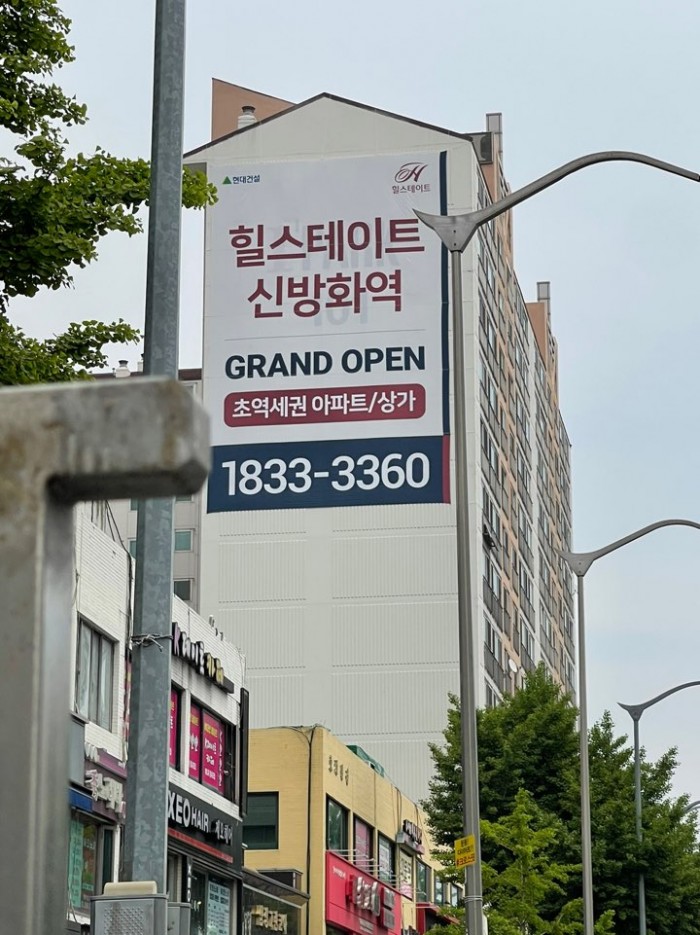 현대건설
힐스테이트
힐스테이트
신방화역
GRAND OPEN
초역세권 아파트/상가
1833-3360
XEO HAIR